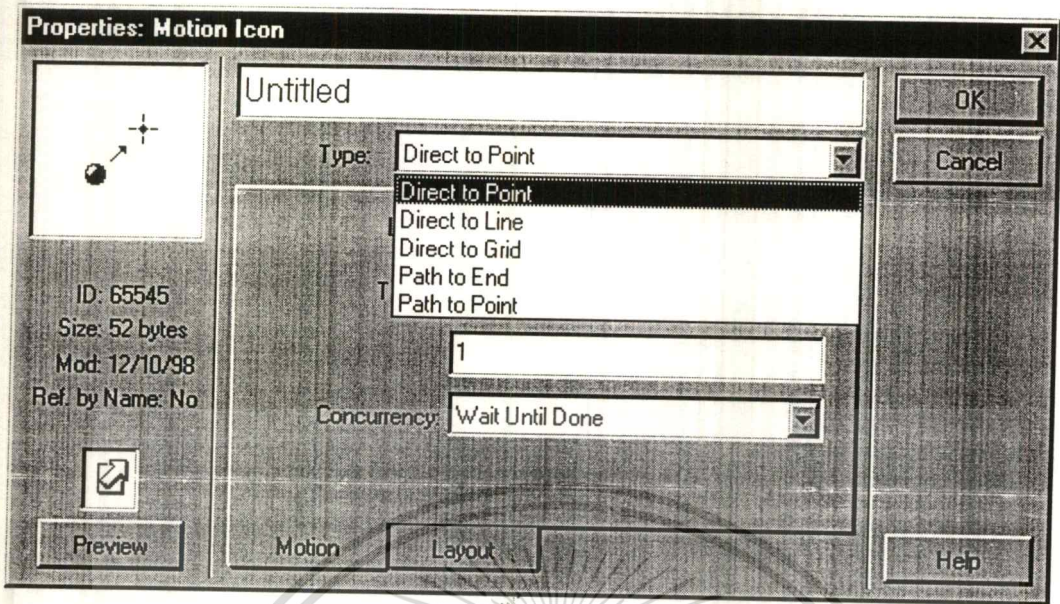 Properties: Motion Icon
Untitled
OK
Type: Direct to Point
Cancel
Direct to Point
Direct to Line
Direct to Grid
Path to End
Path to Point
T
ID: 65545
Size: 52 bytes
Mod: 12/10/98
Ref. by Name: No
1
Concurrency: Wait Until Done
Preview
Motion
Layout
Help